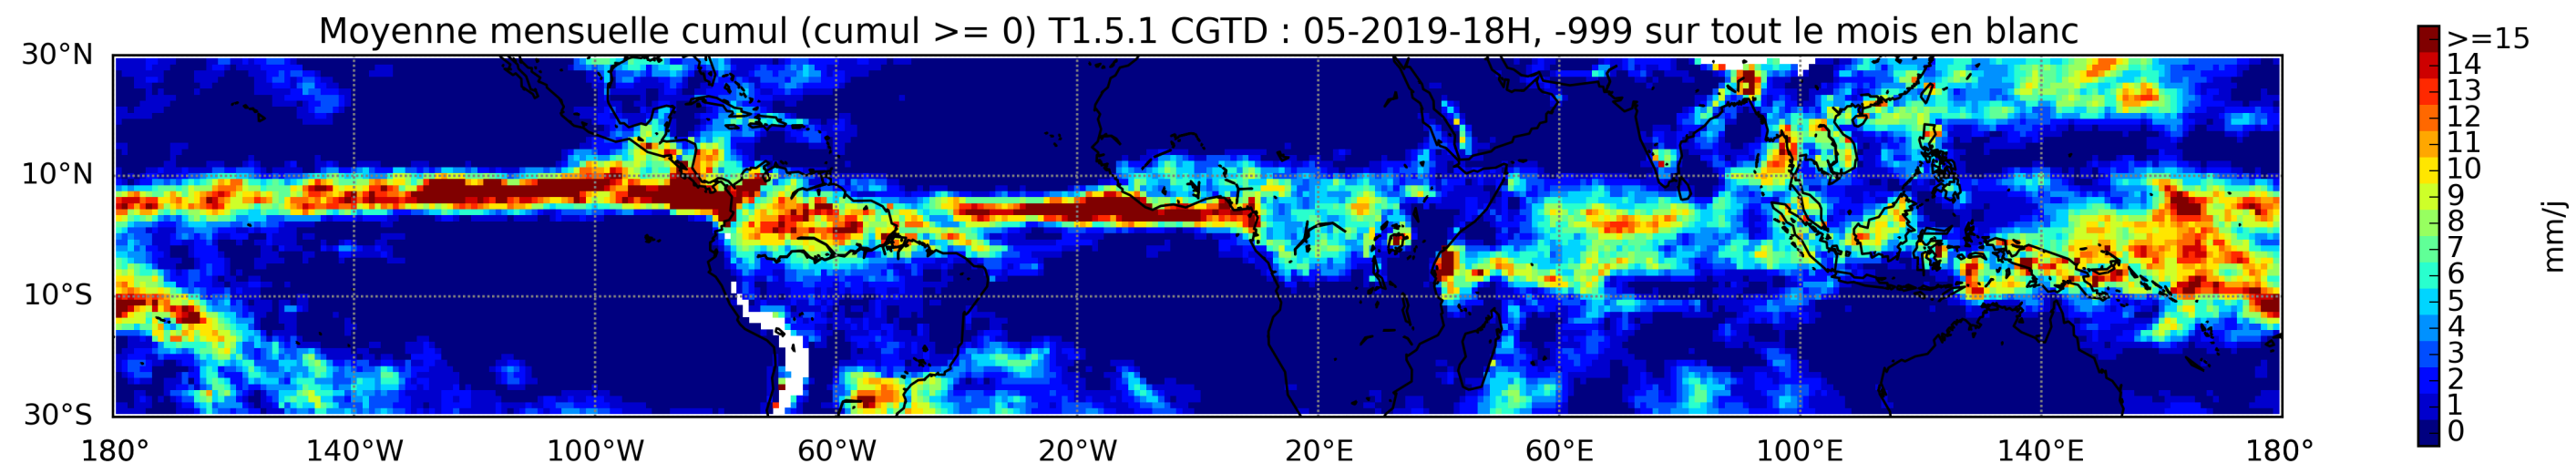 Moyenne mensuelle cumul (cumul >= 0) T1.5.1 CGTD : 05-2019-18H, -999 sur tout le mois en blanc
30°N
10°N
10°S
30°S
180° 140°W 100°W 60°W 20°W 20°E 60°E 100°E 140°E 180°
>=15
14
13
12
11
10
9
8
7
6
5
4
3
2
1
0
mm/j